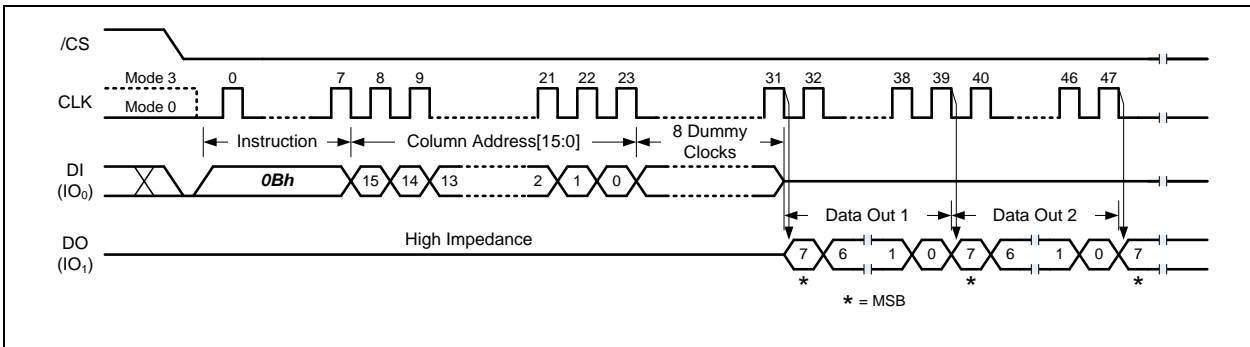 /CS
Mode 3 0 7 8 9 21 22 23 31 32 38 39 40 46 47
CLK
Mode 0
Instruction Column Address[15:0] 8 Dummy Clocks
DI
(IO₀)
0Bh 15 14 13 2 1 0
Data Out 1 Data Out 2
DO
(IO₁)
High Impedance
7 6 1 0 7 6 1 0 7
* * *
* = MSB